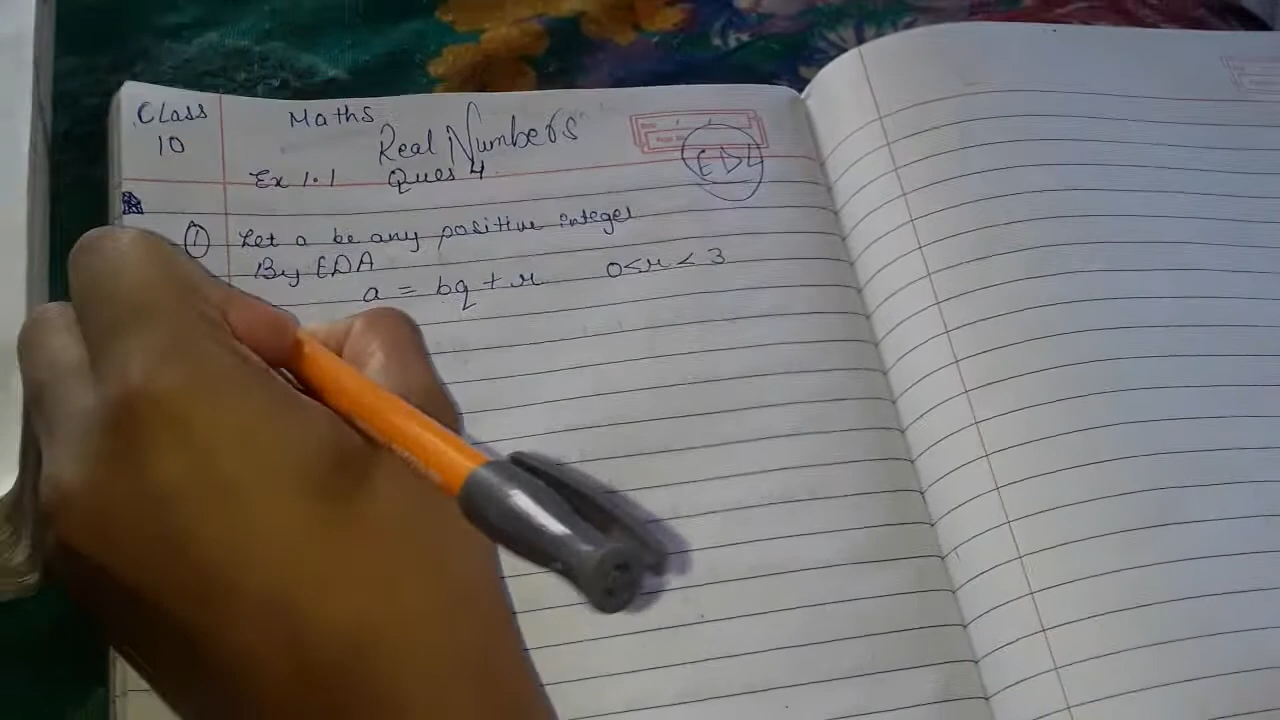 Class
10
Maths
Real Numbers
Ex 1.1 Ques 4
EDL
① Let a be any positive integer
By EDA
a = bq + r 0<r<3